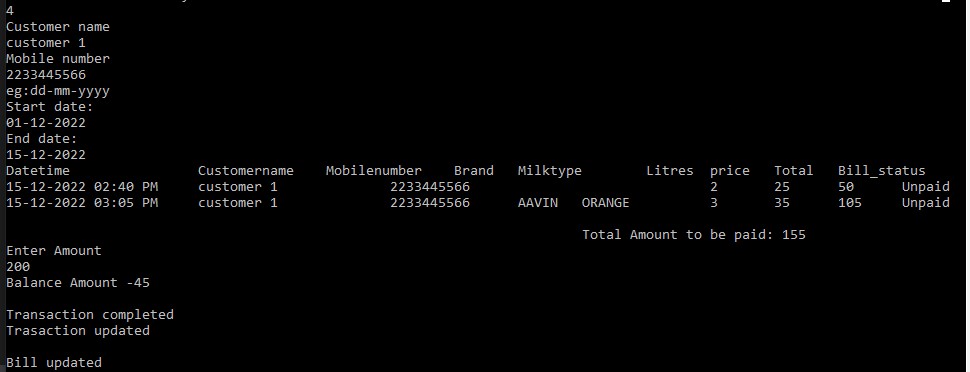 4
Customer name
customer 1
Mobile number
2233445566
eg:dd-mm-yyyy
Start date:
01-12-2022
End date:
15-12-2022
Datetime Customername Mobilenumber Brand Milktype Litres price Total Bill_status
15-12-2022 02:40 PM customer 1 2233445566 2 25 50 Unpaid
15-12-2022 03:05 PM customer 1 2233445566 AAVIN ORANGE 3 35 105 Unpaid
Total Amount to be paid: 155
Enter Amount
200
Balance Amount -45
Transaction completed
Trasaction updated
Bill updated